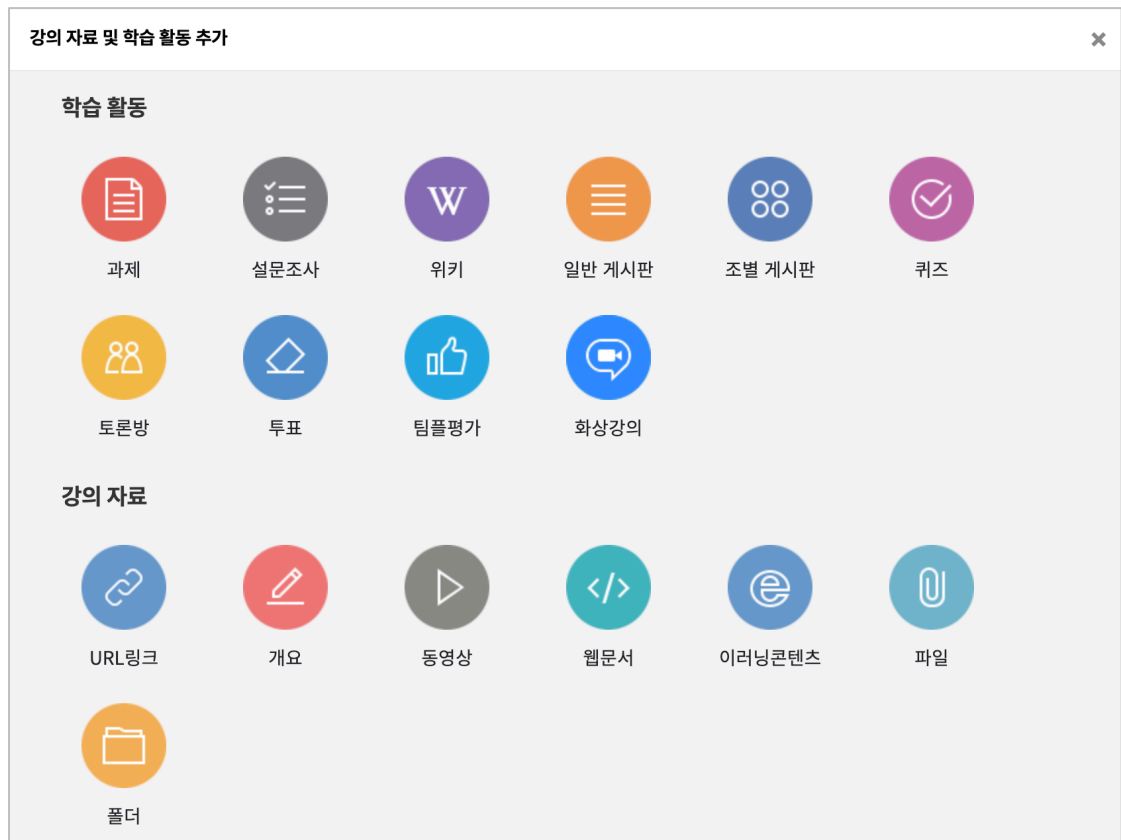 강의 자료 및 학습 활동 추가
학습 활동
과제 설문조사 위키 일반 게시판 조별 게시판 퀴즈
토론방 투표 팀플평가 화상강의
강의 자료
URL링크 개요 동영상 웹문서 이러닝콘텐츠 파일
폴더